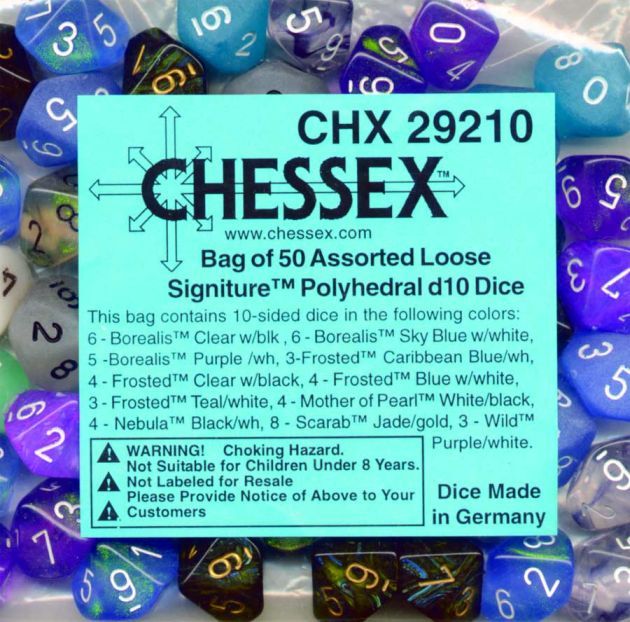 CHX 29210
CHESSEX™
www.chessex.com
Bag of 50 Assorted Loose
Signiture™ Polyhedral d10 Dice
This bag contains 10-sided dice in the following colors:
6 - Borealis™ Clear w/blk , 6 - Borealis™ Sky Blue w/white,
5 -Borealis™ Purple /wh, 3-Frosted™ Caribbean Blue/wh,
4 - Frosted™ Clear w/black, 4 - Frosted™ Blue w/white,
3 - Frosted™ Teal/white, 4 - Mother of Pearl™ White/black,
4 - Nebula™ Black/wh, 8 - Scarab™ Jade/gold, 3 - Wild™
Purple/white.
WARNING! Choking Hazard.
Not Suitable for Children Under 8 Years.
Not Labeled for Resale
Please Provide Notice of Above to Your
Customers
Dice Made
in Germany